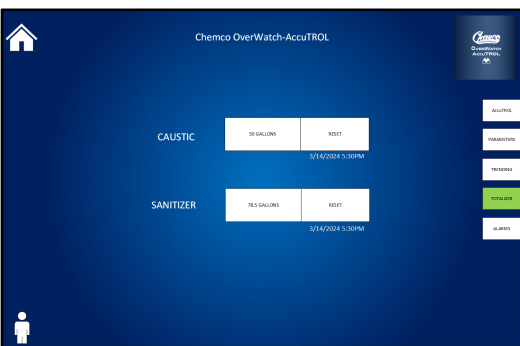 Chemco OverWatch-AccuTROL
Chemco
OverWatch
AccuTROL
AccuTROL
CAUSTIC
50 GALLONS
RESET
3/14/2024 5:30PM
PARAMETERS
TRENDING
SANITIZER
78.5 GALLONS
RESET
3/14/2024 5:30PM
TOTALIZER
ALARMS